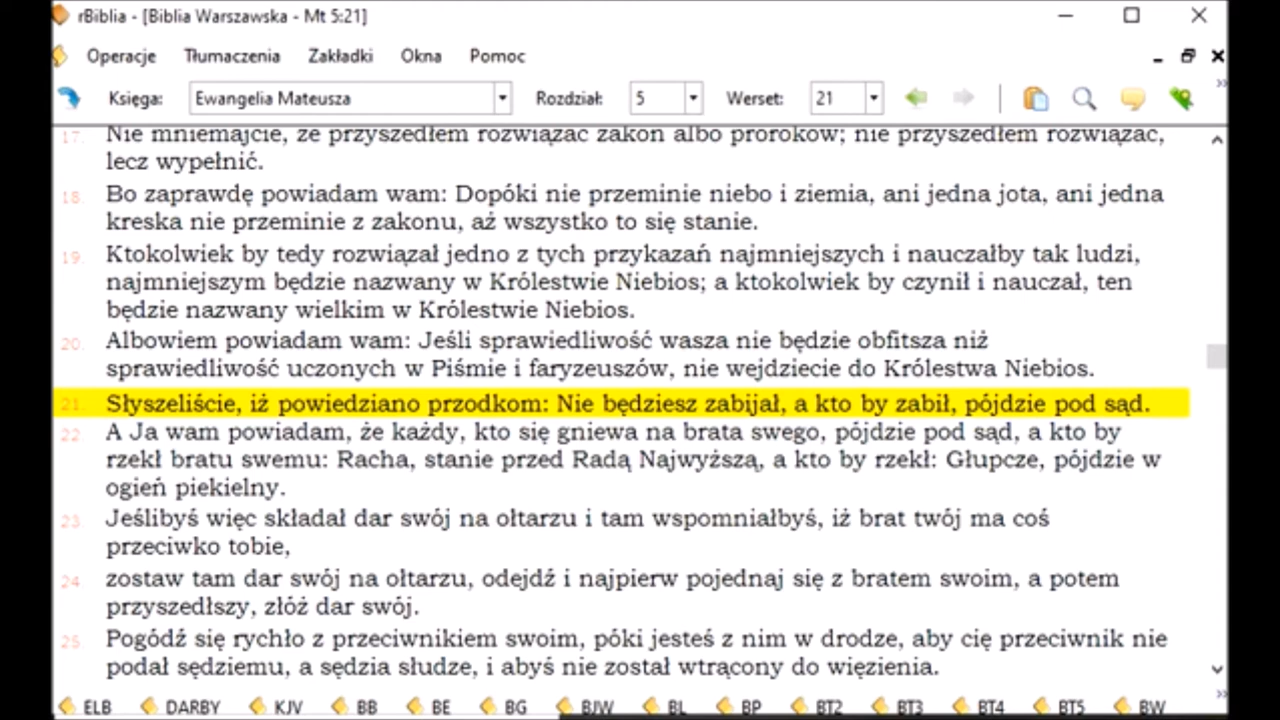 rBiblia - [Biblia Warszawska - Mt 5:21]
Operacje Tłumaczenia Zakładki Okna Pomoc
Księga: Ewangelia Mateusza Rozdział: 5 Werset: 21
17. Nie mniemajcie, że przyszedłem rozwiązać zakon albo proroków; nie przyszedłem rozwiązać,
lecz wypełnić.
18. Bo zaprawdę powiadam wam: Dopóki nie przeminie niebo i ziemia, ani jedna jota, ani jedna
kreska nie przeminie z zakonu, aż wszystko to się stanie.
19. Ktokolwiek by tedy rozwiązał jedno z tych przykazań najmniejszych i nauczałby tak ludzi,
najmniejszym będzie nazwany w Królestwie Niebios; a ktokolwiek by czynił i nauczał, ten
będzie nazwany wielkim w Królestwie Niebios.
20. Albowiem powiadam wam: Jeśli sprawiedliwość wasza nie będzie obfitsza niż
sprawiedliwość uczonych w Piśmie i faryzeuszów, nie wejdziecie do Królestwa Niebios.
21. Słyszeliście, iż powiedziano przodkom: Nie będziesz zabijał, a kto by zabił, pójdzie pod sąd.
22. A Ja wam powiadam, że każdy, kto się gniewa na brata swego, pójdzie pod sąd, a kto by
rzekł bratu swemu: Racha, stanie przed Radą Najwyższą, a kto by rzekł: Głupcze, pójdzie w
ogień piekielny.
23. Jeślibyś więc składał dar swój na ołtarzu i tam wspomniałbyś, iż brat twój ma coś
przeciwko tobie,
24. zostaw tam dar swój na ołtarzu, odejdź i najpierw pojednaj się z bratem swoim, a potem
przyszedłszy, złóż dar swój.
25. Pogódź się rychło z przeciwnikiem swoim, póki jesteś z nim w drodze, aby cię przeciwnik nie
podał sędziemu, a sędzia słudze, i abyś nie został wtrącony do więzienia.
ELB DARBY KJV BB BE BG BJW BL BP BT2 BT3 BT4 BT5 BW